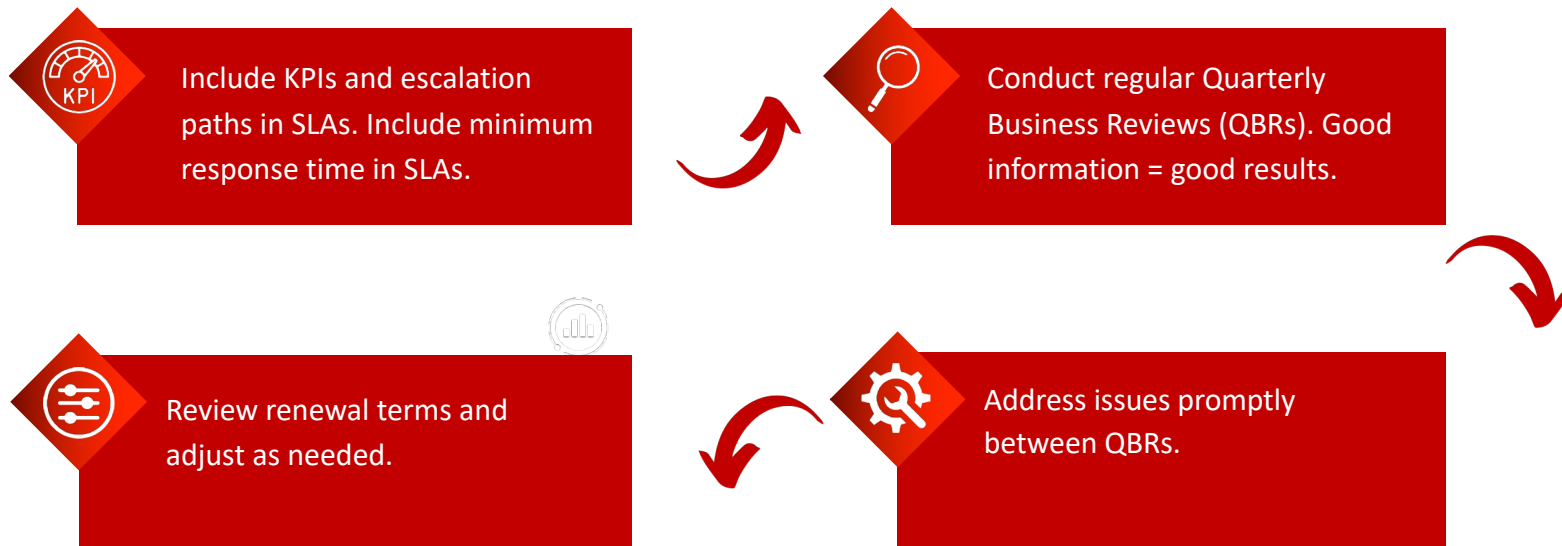 KPI
Include KPIs and escalation
paths in SLAs. Include minimum
response time in SLAs.
Conduct regular Quarterly
Business Reviews (QBRs). Good
information = good results.
Address issues promptly
between QBRs.
Review renewal terms and
adjust as needed.